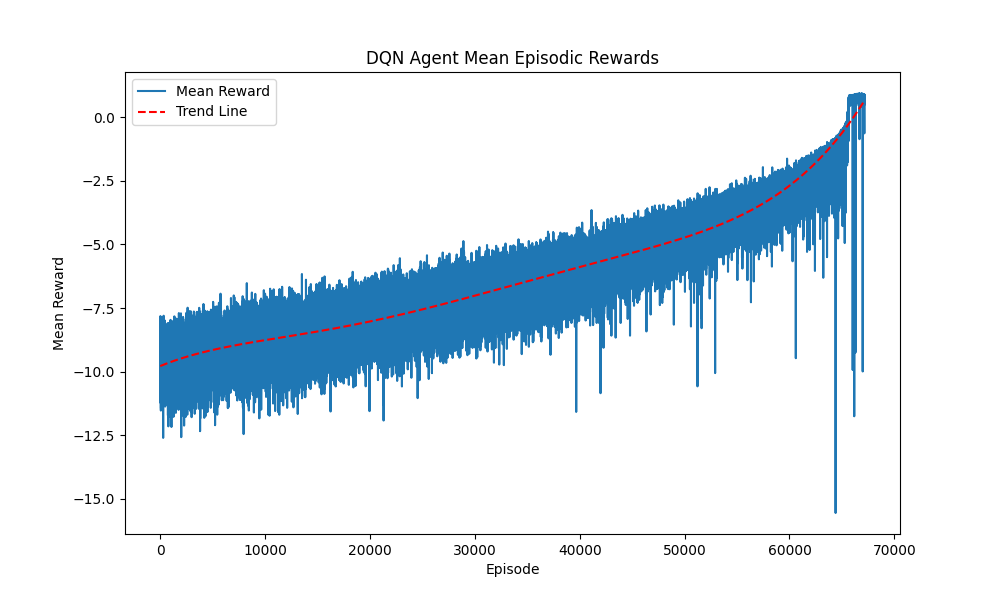 DQN Agent Mean Episodic Rewards
Mean Reward
Trend Line
0.0
−2.5
−5.0
−7.5
−10.0
−12.5
−15.0
Mean Reward
0 10000 20000 30000 40000 50000 60000 70000
Episode